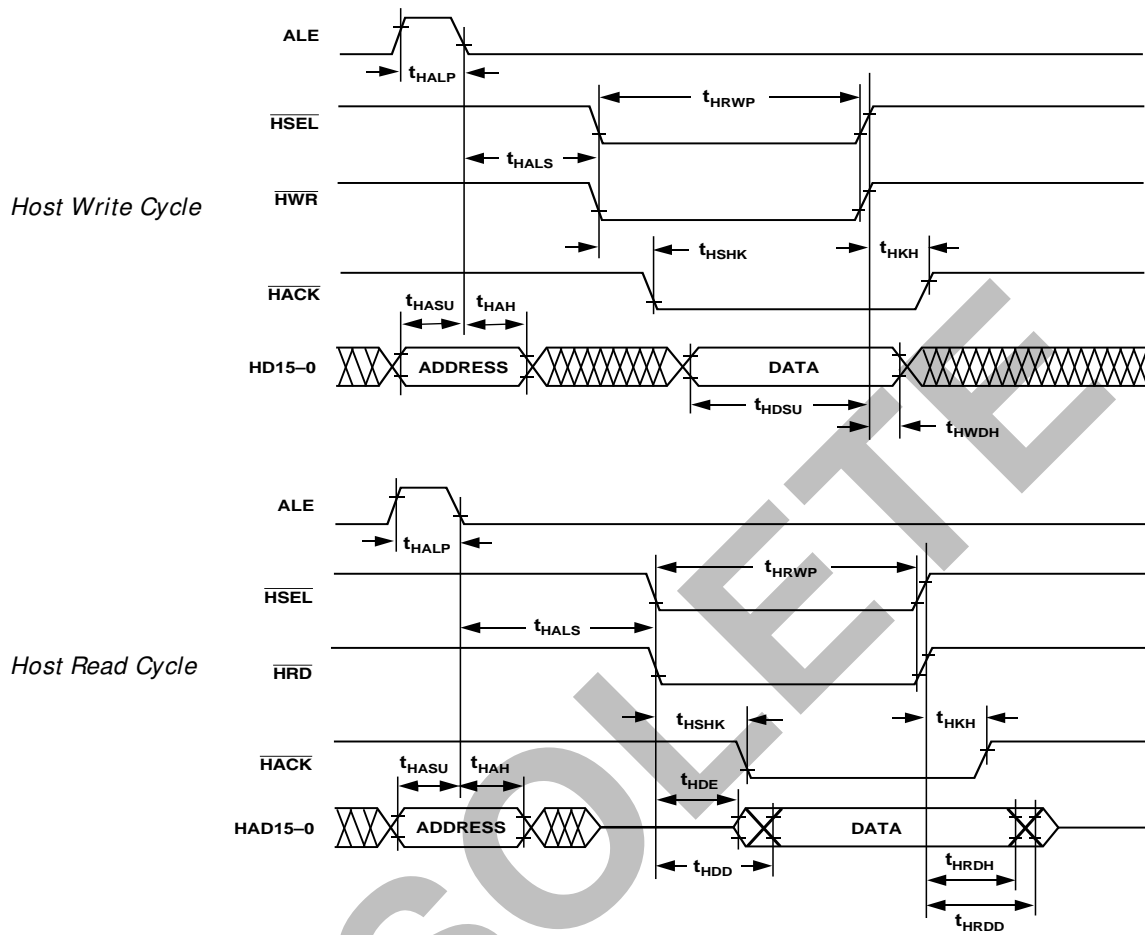 ALE
tHALP
tHRWP
HSEL
tHALS
Host Write Cycle
HWR
tHSHK
tHKH
HACK
tHASU
tHAH
HD15–0
ADDRESS
DATA
tHDSU
tHWDH
ALE
tHALP
tHRWP
HSEL
tHALS
Host Read Cycle
HRD
tHSHK
tHKH
HACK
tHASU
tHAH
tHDE
HAD15–0
ADDRESS
DATA
tHDD
tHRDH
tHRDD
SOLETE